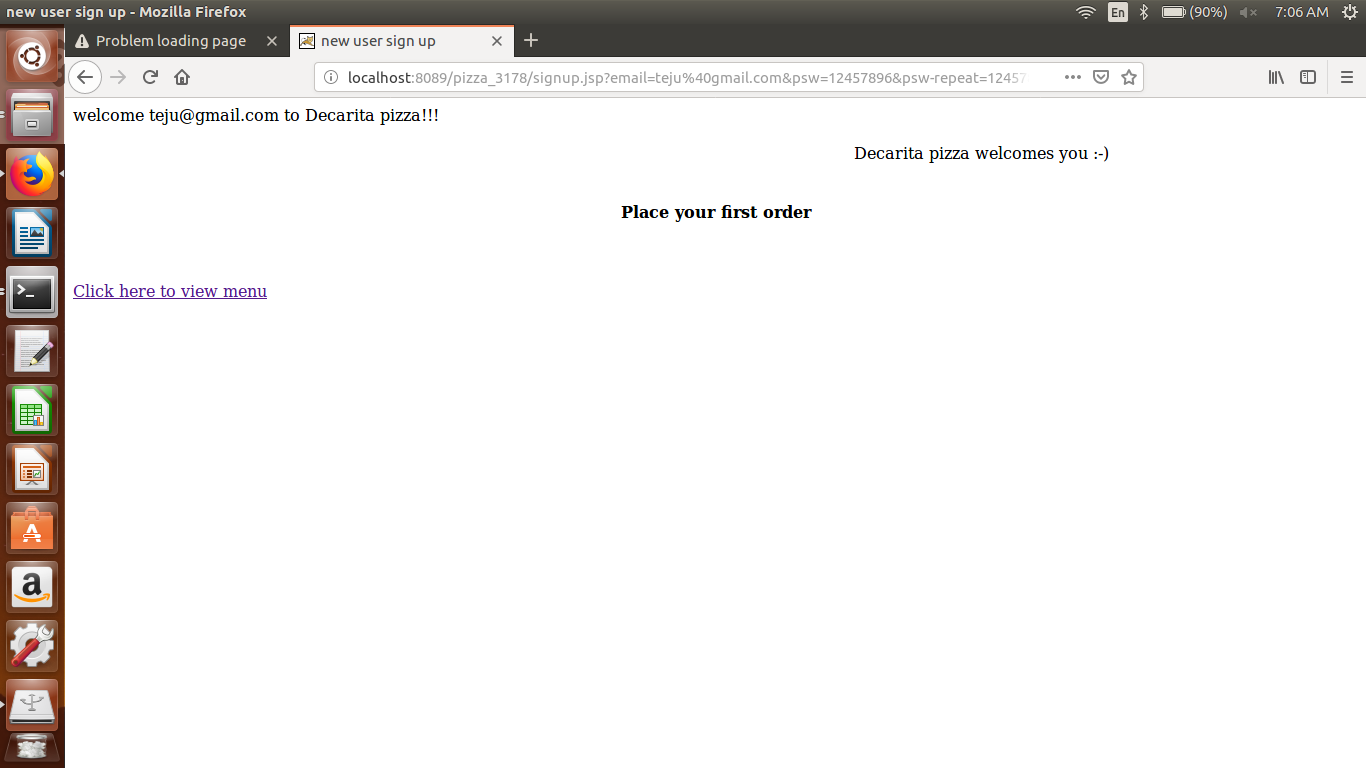 new user sign up - Mozilla Firefox
En
(90%)
7:06 AM
Problem loading page
new user sign up
localhost:8089/pizza_3178/signup.jsp?email=teju%40gmail.com&psw=12457896&psw-repeat=12457
welcome teju@gmail.com to Decarita pizza!!!
Decarita pizza welcomes you :-)
Place your first order
Click here to view menu